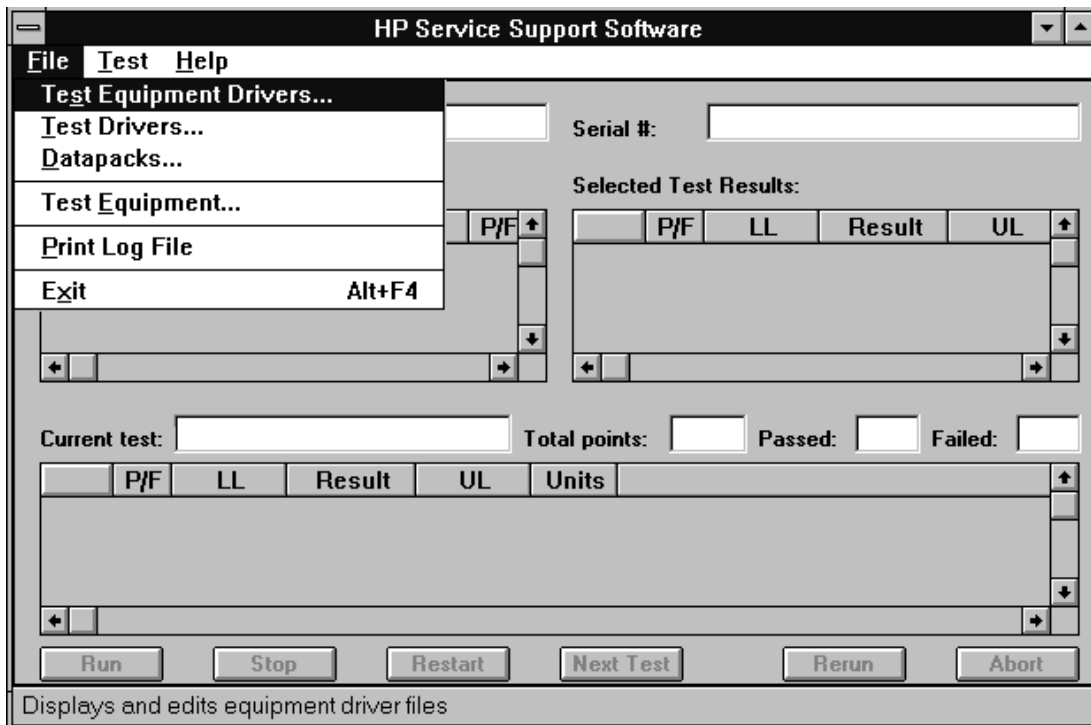 HP Service Support Software
File Test Help
Test Equipment Drivers...
Test Drivers...
Datapacks...
Test Equipment...
Print Log File
Exit Alt+F4
Serial #:
Selected Test Results:
P/F
P/F LL Result UL
Current test: Total points: Passed: Failed:
P/F LL Result UL Units
Run Stop Restart Next Test Rerun Abort
Displays and edits equipment driver files